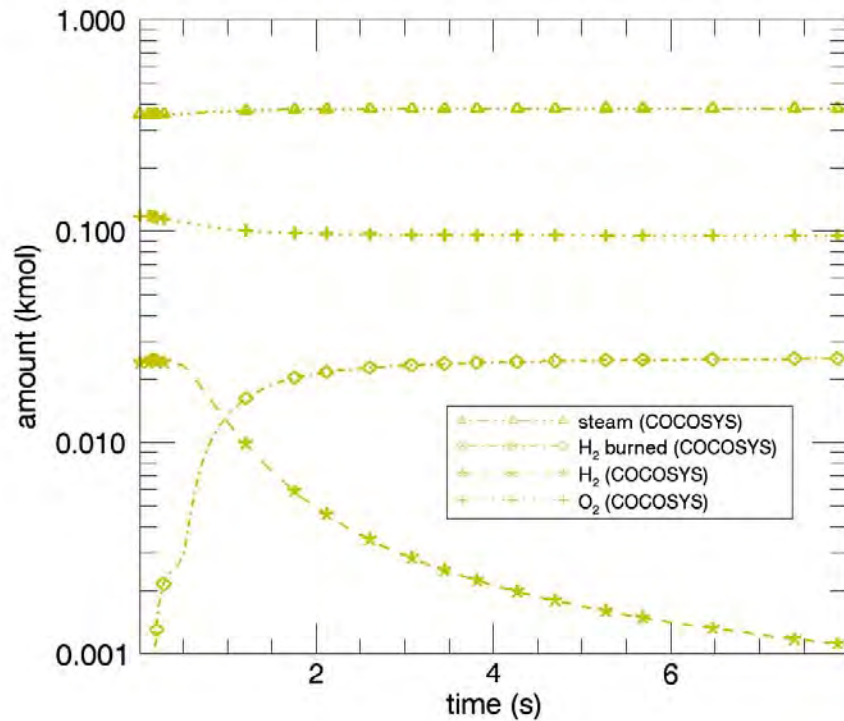 1.000
0.100
0.010
0.001
amount (kmol)
steam (COCOSYS)
H₂ burned (COCOSYS)
H₂ (COCOSYS)
O₂ (COCOSYS)
2 4 6
time (s)